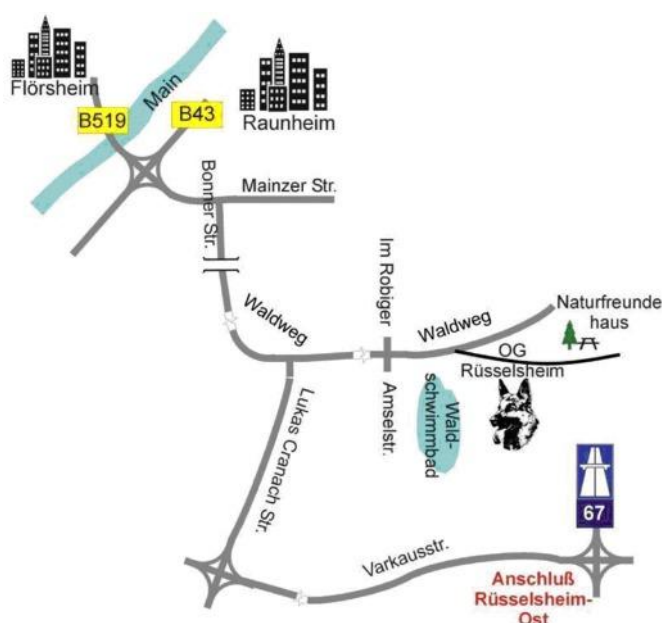 Flörsheim
Main
B519
B43
Raunheim
Bonner Str.
Mainzer Str.
Im Robiger
Waldweg
Waldweg
Naturfreunde
haus
OG
Rüsselsheim
Lukas Cranach Str.
Amselstr.
Wald-
schwimmbad
67
Varkausstr.
Anschluß
Rüsselsheim-
Ost